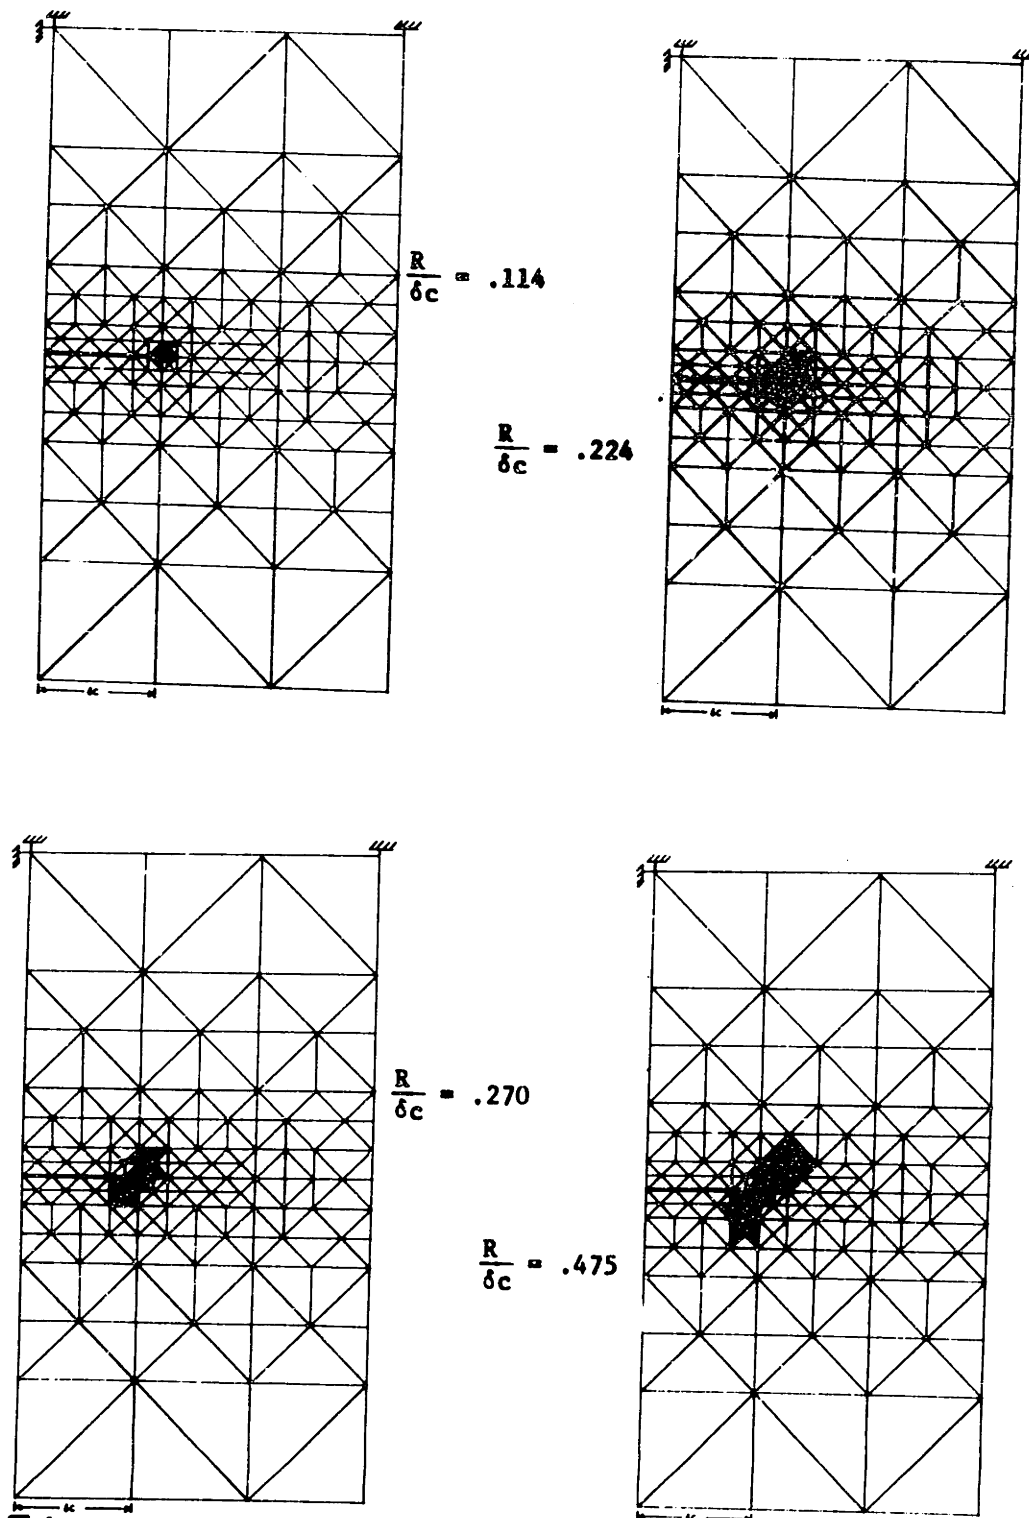 R/δc = .114
R/δc = .224
R/δc = .270
R/δc = .475